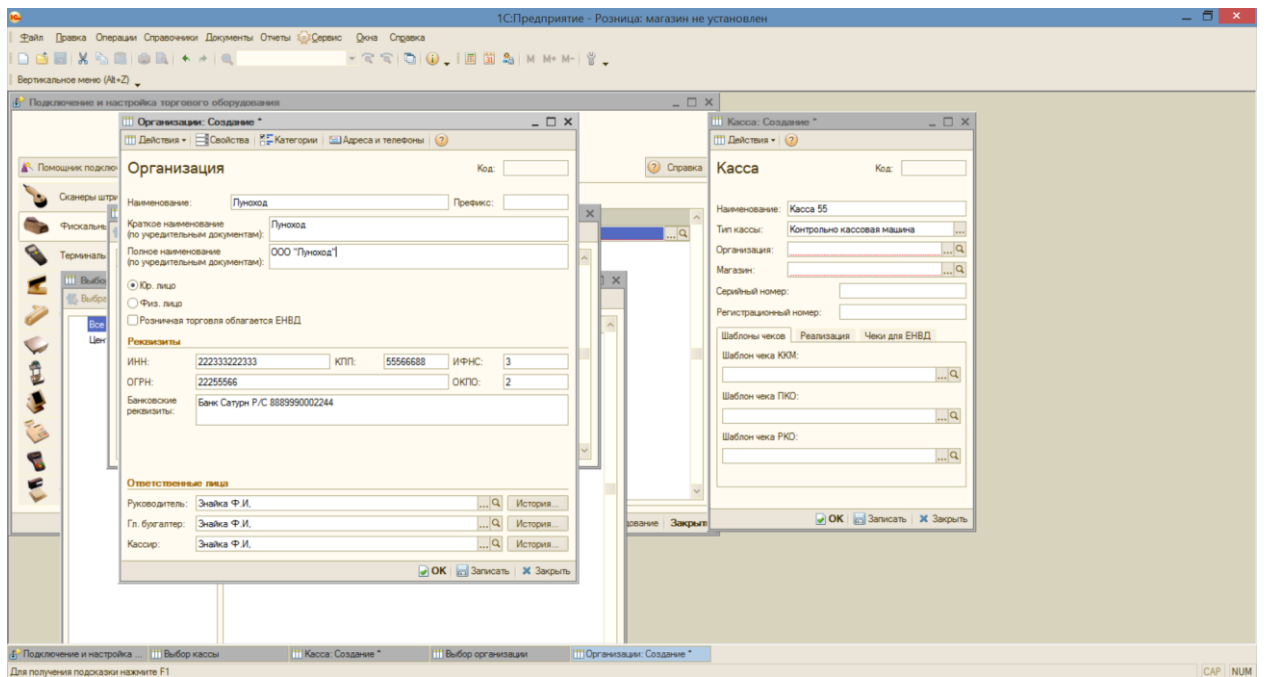 1С:Предприятие - Розница: магазин не установлен
Файл Правка Операции Справочники Документы Отчеты Сервис Окна Справка
M M+ M-
Вертикальное меню (Alt+Z)
Подключение и настройка торгового оборудования
Помощник подклю
Справка
Сканеры штри
Фискальн
Терминаль
Выбо
Выбра
Все
Цен
дование Закрыт
Организации: Создание *
Действия Свойства Категории Адреса и телефоны
Организация Код:
Наименование: Пуноход Префикс:
Краткое наименование
(по учредительным документам): Пуноход
Полное наименование
(по учредительным документам): ООО "Пуноход"
Юр. лицо
Физ. лицо
Розничная торговля облагается ЕНВД
Реквизиты
ИНН: 222333222333 КПП: 55566688 ИФНС: 3
ОГРН: 22255566 ОКПО: 2
Банковские
реквизиты: Банк Сатурн Р/С 8889990002244
Ответственные лица
Руководитель: Знайка Ф.И, ... История...
Гл. бухгалтер: Знайка Ф.И, ... История...
Кассир: Знайка Ф.И, ... История...
OK Записать Закрыть
Касса: Создание *
Действия
Касса Код:
Наименование: Касса 55
Тип кассы: Контрольно кассовая машина ...
Организация: ...
Магазин: ...
Серийный номер:
Регистрационный номер:
Шаблоны чеков Реализация Чеки для ЕНВД
Шаблон чека ККМ:
...
Шаблон чека ПКО:
...
Шаблон чека РКО:
...
OK Записать Закрыть
Подключение и настройка ... Выбор кассы Касса: Создание * Выбор организации Организации: Создание *
Для получения подсказки нажмите F1 CAP NUM